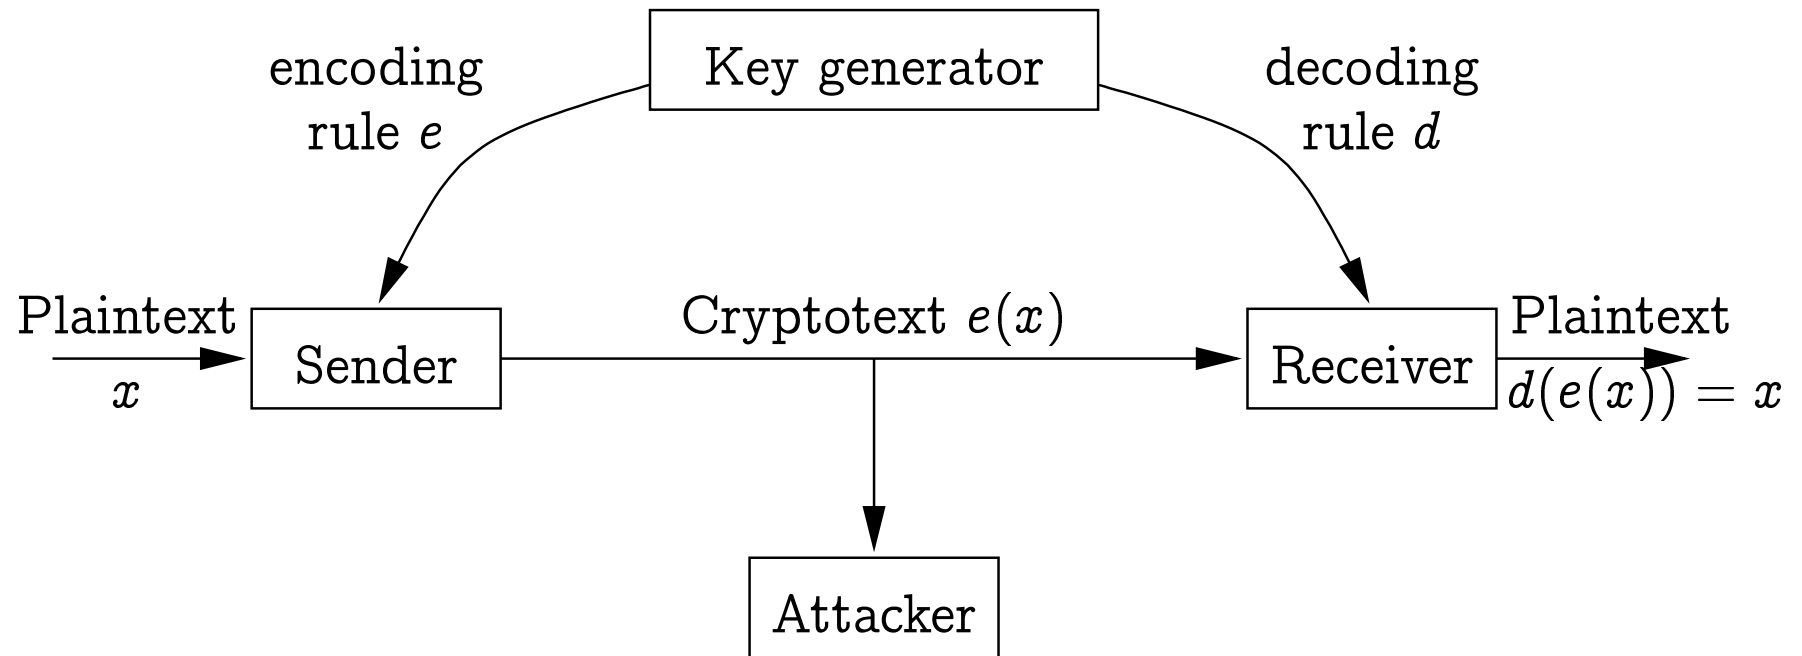 encoding
rule e
Key generator
decoding
rule d
Plaintext
x
Sender
Cryptotext e(x)
Receiver
Plaintext
d(e(x)) = x
Attacker